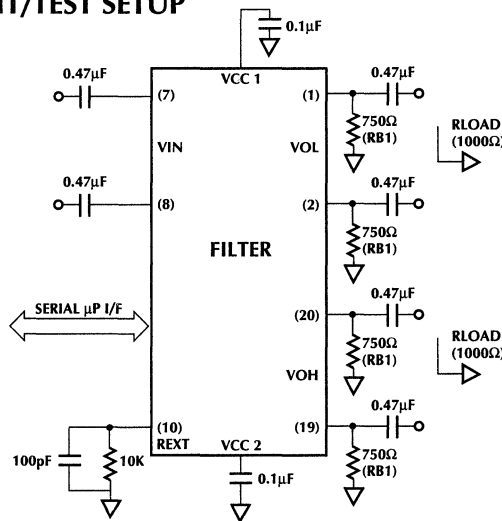 /TEST SETUP
0.1µF
VCC 1
0.47µF
(7)
(1)
0.47µF
750Ω
(RB1)
RLOAD
(1000Ω)
VIN
VOL
0.47µF
(8)
(2)
0.47µF
750Ω
(RB1)
FILTER
SERIAL µP I/F
(20)
0.47µF
750Ω
(RB1)
RLOAD
(1000Ω)
VOH
(10)
REXT
(19)
0.47µF
750Ω
(RB1)
100pF
10K
VCC 2
0.1µF